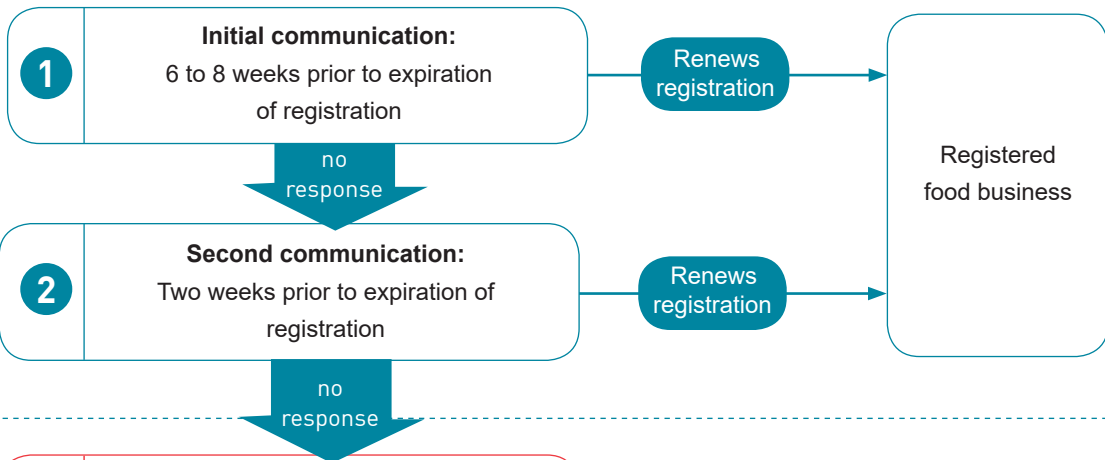 1
Initial communication:
6 to 8 weeks prior to expiration
of registration
Renews
registration
Registered
food business
no
response
2
Second communication:
Two weeks prior to expiration of
registration
Renews
registration
no
response